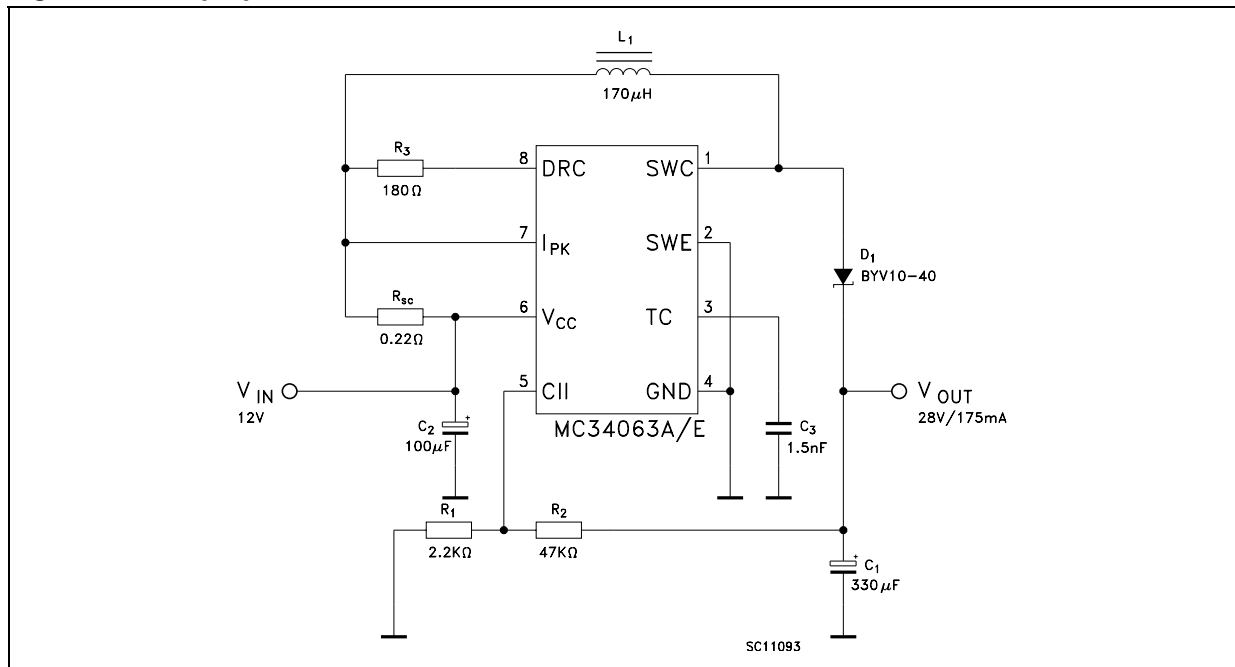 L1
170μH
R3
180Ω
8
DRC
SWC
1
7
IPK
SWE
2
D1
BYV10-40
Rsc
0.22Ω
6
VCC
TC
3
VIN
12V
5
CII
GND
4
VOUT
28V/175mA
MC34063A/E
C2
+
100μF
C3
1.5nF
R1
2.2KΩ
R2
47KΩ
C1
+
330μF
SC11093